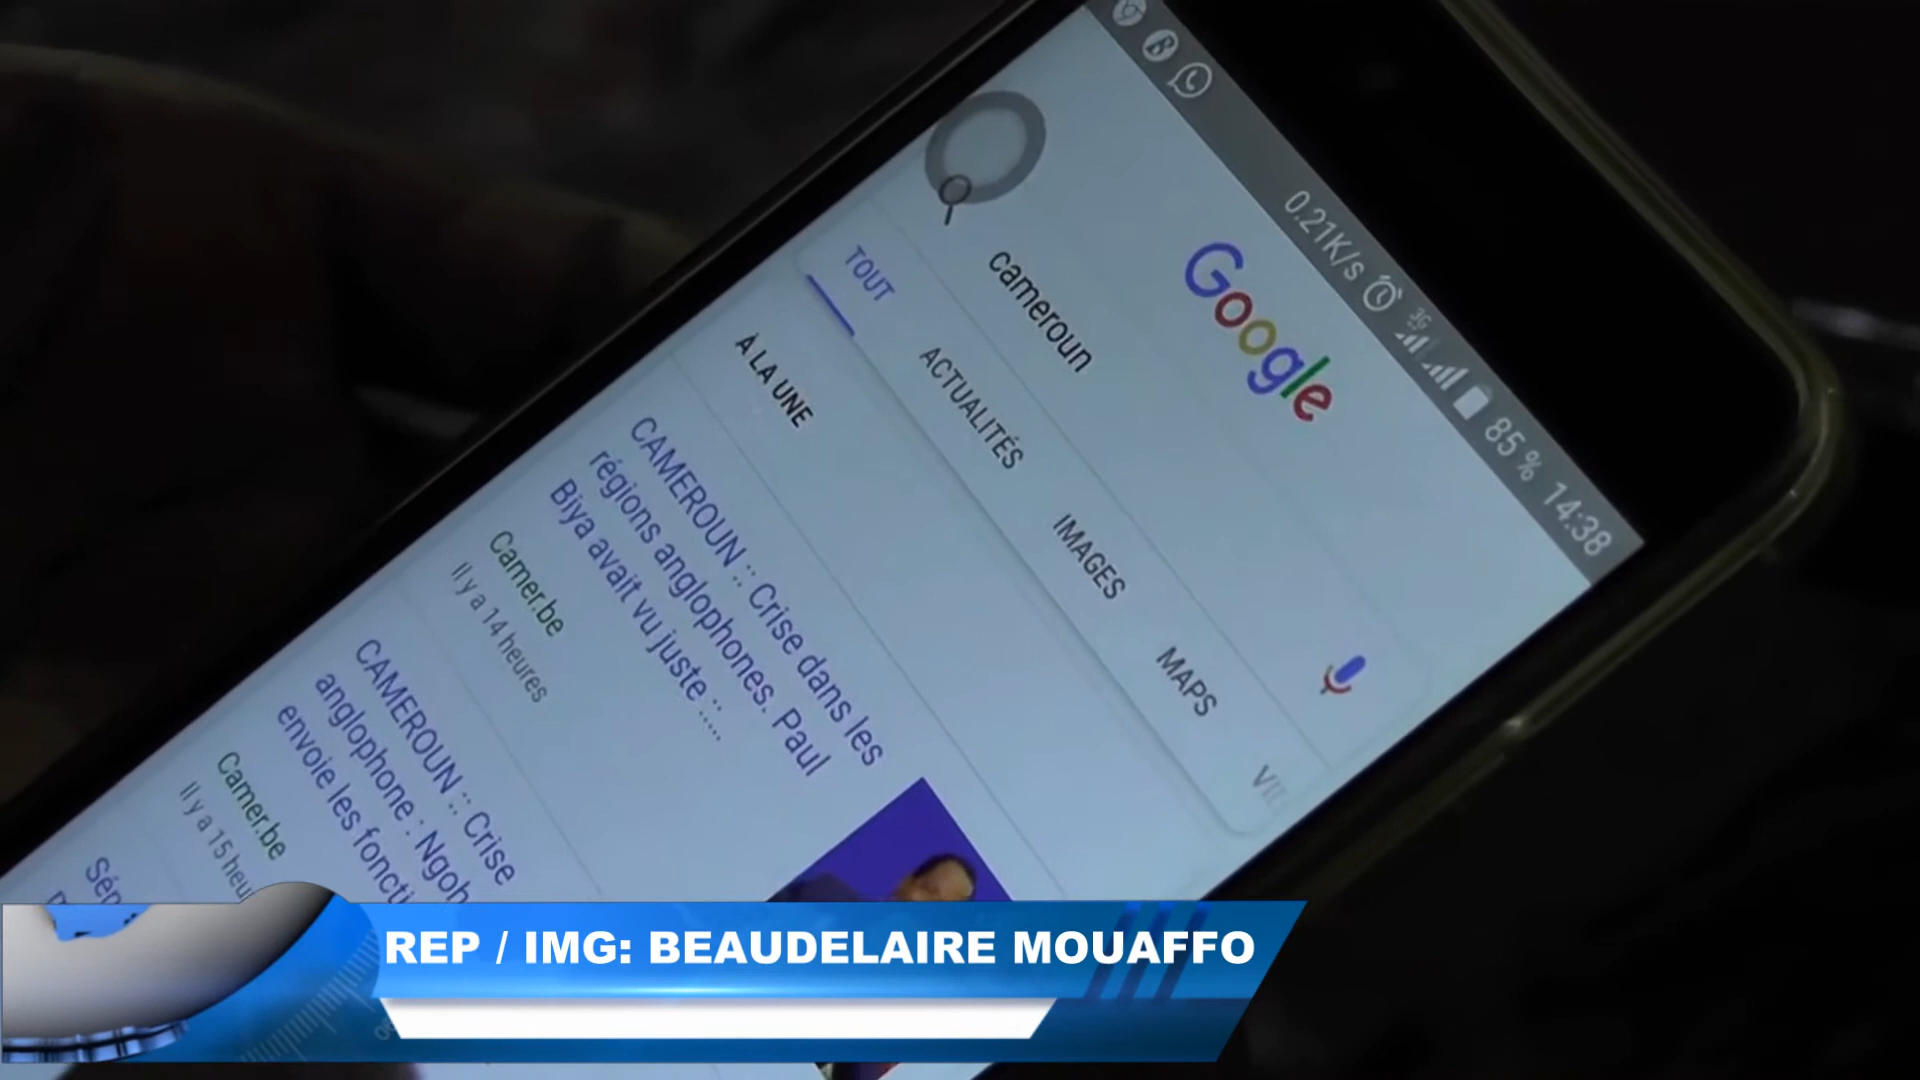 0.21K/s 3G 85 % 14:38
Google
cameroun
TOUT ACTUALITÉS IMAGES MAPS
À LA UNE
CAMEROUN :: Crise dans les
régions anglophones. Paul
Biya avait vu juste ::....
Camer.be
Il y a 14 heures
CAMEROUN :: Crise
anglophone : Ngoh
envoie les foncti
Camer.be
Il y a 15 heu
REP / IMG: BEAUDELAIRE MOUAFFO